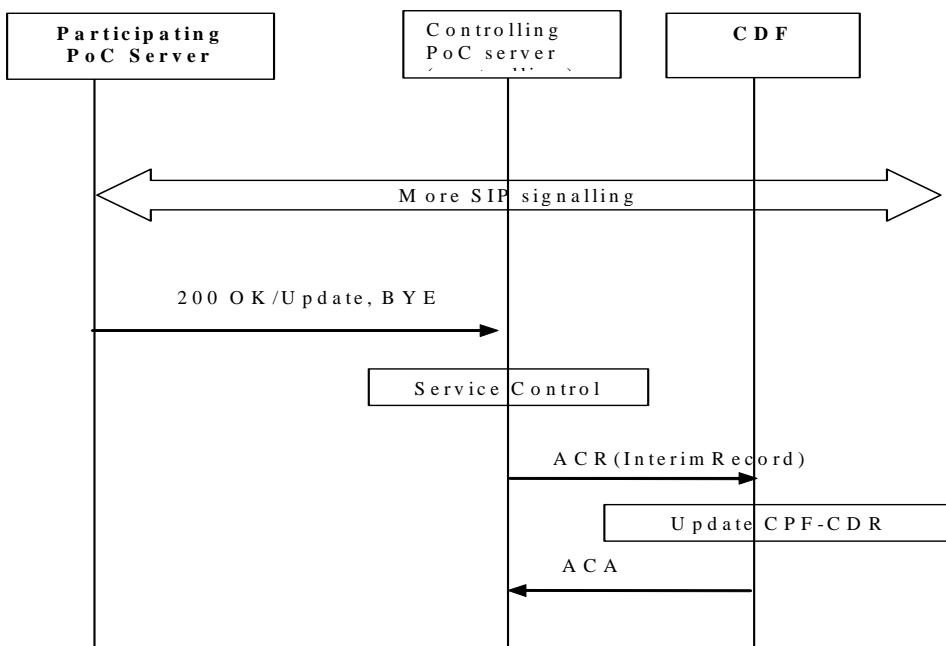 Participating
PoC Server
Controlling
PoC server
CDF
More SIP signalling
200 OK/Update, BYE
Service Control
ACR(Interim Record)
Update CPF-CDR
ACA